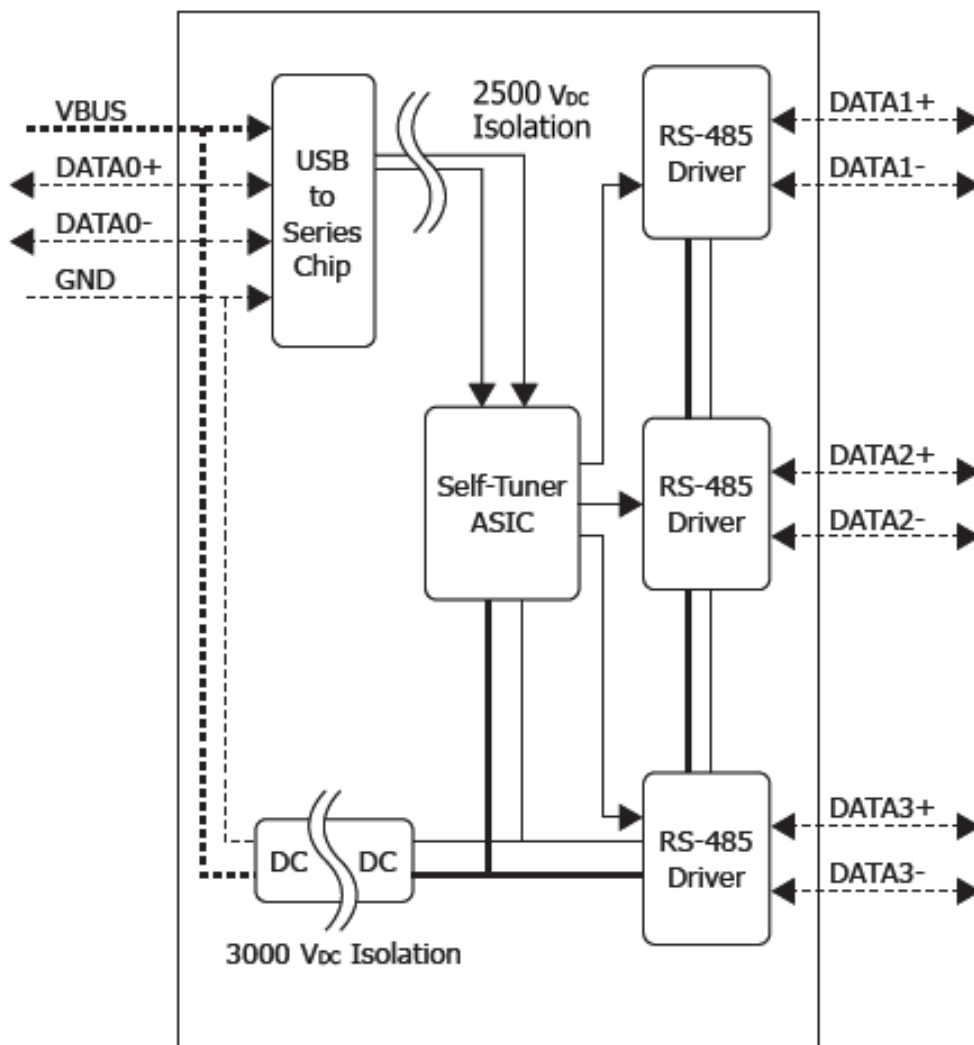 VBUS
DATA0+
DATA0-
GND
USB
to
Series
Chip
2500 VDC
Isolation
RS-485
Driver
DATA1+
DATA1-
Self-Tuner
ASIC
RS-485
Driver
DATA2+
DATA2-
DC DC
3000 VDC Isolation
RS-485
Driver
DATA3+
DATA3-